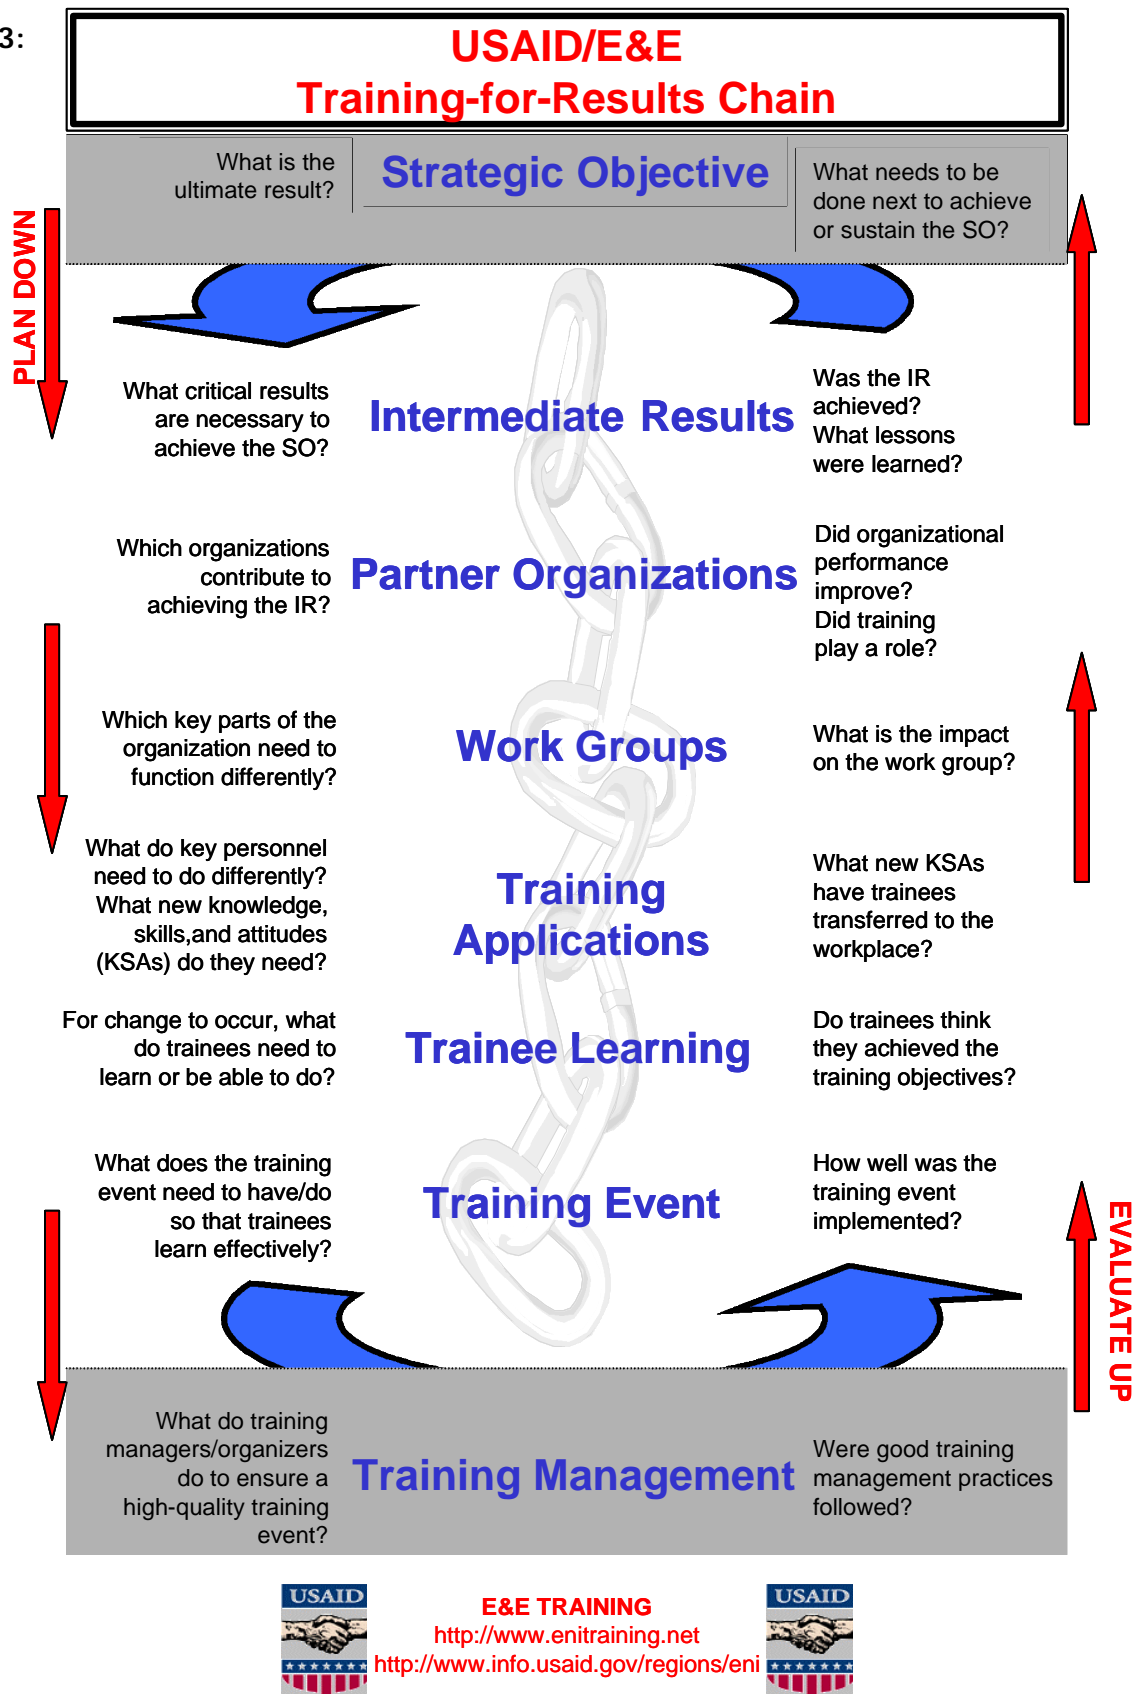 3:
USAID/E&E
Training-for-Results Chain
What is the
ultimate result?
Strategic Objective
What needs to be
done next to achieve
or sustain the SO?
PLAN DOWN
What critical results
are necessary to
achieve the SO?
Intermediate Results
Was the IR
achieved?
What lessons
were learned?
Which organizations
contribute to
achieving the IR?
Partner Organizations
Did organizational
performance
improve?
Did training
play a role?
Which key parts of the
organization need to
function differently?
Work Groups
What is the impact
on the work group?
What do key personnel
need to do differently?
What new knowledge,
skills,and attitudes
(KSAs) do they need?
Training
Applications
What new KSAs
have trainees
transferred to the
workplace?
For change to occur, what
do trainees need to
learn or be able to do?
Trainee Learning
Do trainees think
they achieved the
training objectives?
What does the training
event need to have/do
so that trainees
learn effectively?
Training Event
How well was the
training event
implemented?
EVALUATE UP
What do training
managers/organizers
do to ensure a
high-quality training
event?
Training Management
Were good training
management practices
followed?
USAID
E&E TRAINING
http://www.enitraining.net
http://www.info.usaid.gov/regions/eni
USAID